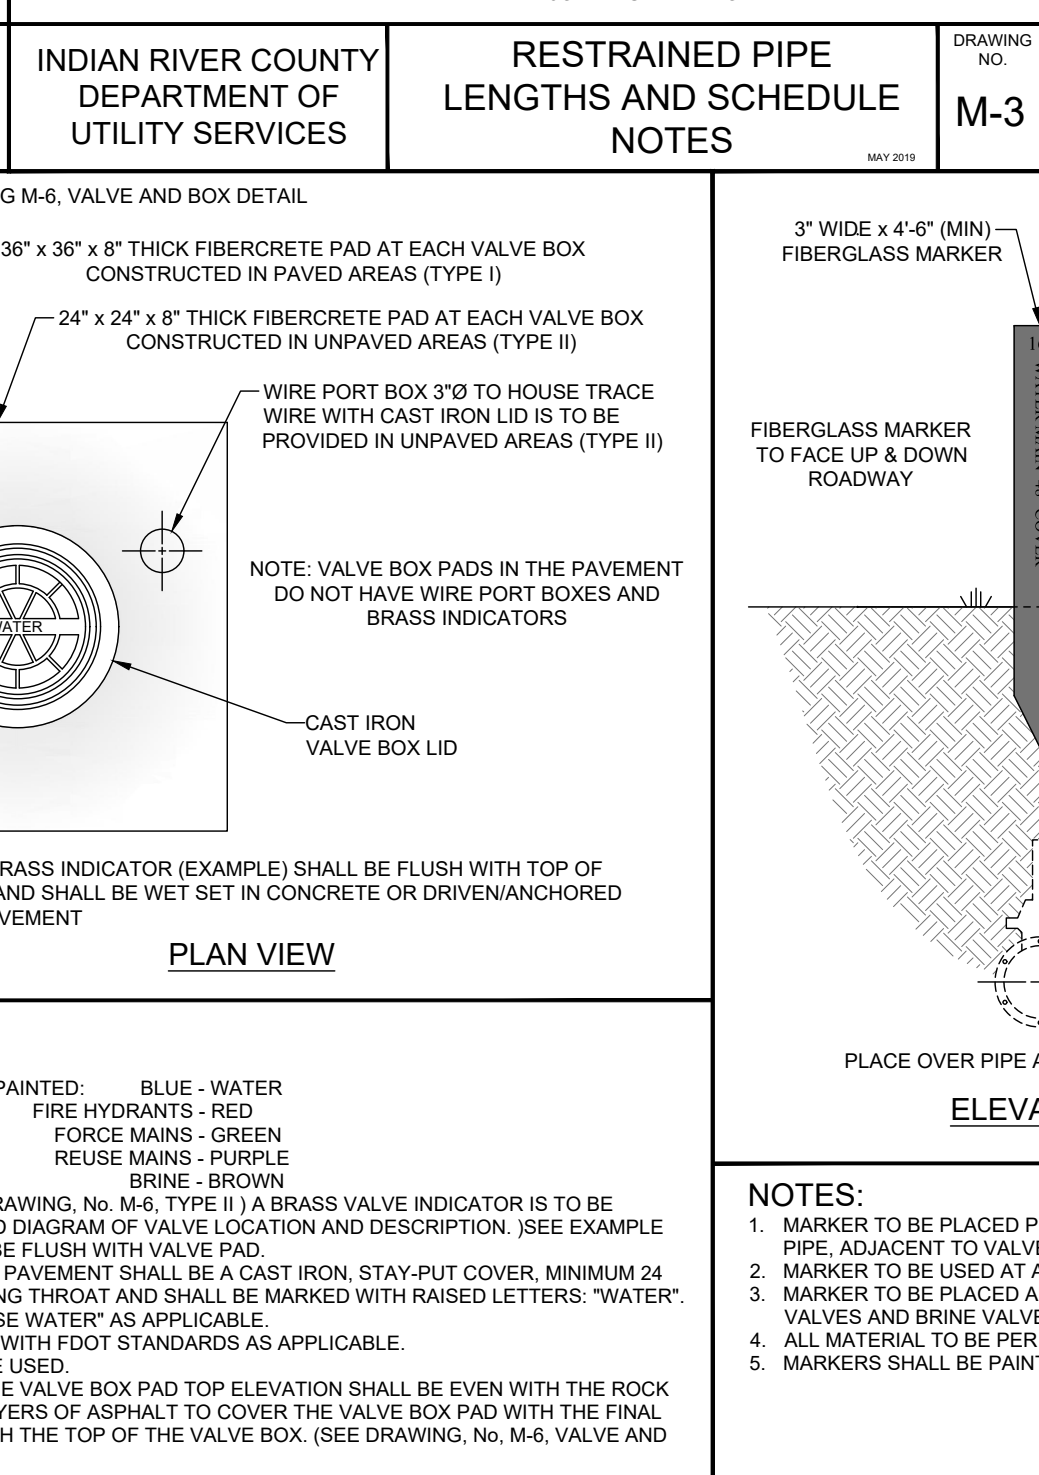 INDIAN RIVER COUNTY
DEPARTMENT OF
UTILITY SERVICES
RESTRAINED PIPE
LENGTHS AND SCHEDULE
NOTES
MAY 2019
DRAWING
NO.
M-3
G M-6, VALVE AND BOX DETAIL
36" x 36" x 8" THICK FIBERCRETE PAD AT EACH VALVE BOX
CONSTRUCTED IN PAVED AREAS (TYPE I)
24" x 24" x 8" THICK FIBERCRETE PAD AT EACH VALVE BOX
CONSTRUCTED IN UNPAVED AREAS (TYPE II)
WIRE PORT BOX 3"Ø TO HOUSE TRACE
WIRE WITH CAST IRON LID IS TO BE
PROVIDED IN UNPAVED AREAS (TYPE II)
NOTE: VALVE BOX PADS IN THE PAVEMENT
DO NOT HAVE WIRE PORT BOXES AND
BRASS INDICATORS
ATER
CAST IRON
VALVE BOX LID
RASS INDICATOR (EXAMPLE) SHALL BE FLUSH WITH TOP OF
AND SHALL BE WET SET IN CONCRETE OR DRIVEN/ANCHORED
VEMENT
PLAN VIEW
3" WIDE x 4'-6" (MIN)
FIBERGLASS MARKER
FIBERGLASS MARKER
TO FACE UP & DOWN
ROADWAY
PLACE OVER PIPE A
ELEVA
PAINTED: BLUE - WATER
FIRE HYDRANTS - RED
FORCE MAINS - GREEN
REUSE MAINS - PURPLE
BRINE - BROWN
RAWING, No. M-6, TYPE II ) A BRASS VALVE INDICATOR IS TO BE
D DIAGRAM OF VALVE LOCATION AND DESCRIPTION. )SEE EXAMPLE
BE FLUSH WITH VALVE PAD.
PAVEMENT SHALL BE A CAST IRON, STAY-PUT COVER, MINIMUM 24
NG THROAT AND SHALL BE MARKED WITH RAISED LETTERS: "WATER".
SE WATER" AS APPLICABLE.
WITH FDOT STANDARDS AS APPLICABLE.
E USED.
E VALVE BOX PAD TOP ELEVATION SHALL BE EVEN WITH THE ROCK
YERS OF ASPHALT TO COVER THE VALVE BOX PAD WITH THE FINAL
H THE TOP OF THE VALVE BOX. (SEE DRAWING, No, M-6, VALVE AND
NOTES:
1. MARKER TO BE PLACED P
PIPE, ADJACENT TO VALVE
2. MARKER TO BE USED AT A
3. MARKER TO BE PLACED A
VALVES AND BRINE VALVE
4. ALL MATERIAL TO BE PER
5. MARKERS SHALL BE PAINT